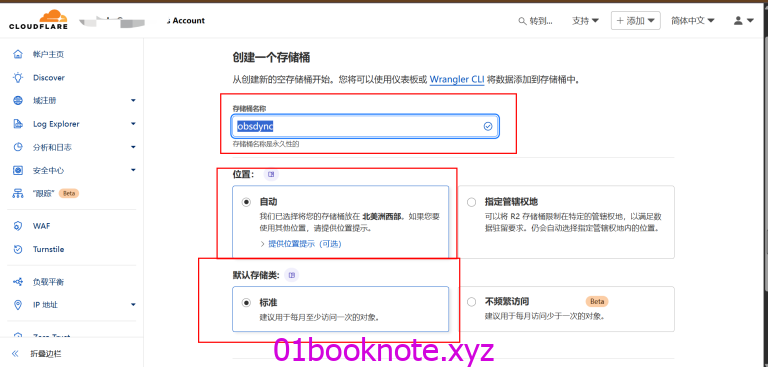 CLOUDFLARE
Account
转到...
支持
+ 添加
简体中文
帐户主页
Discover
域注册
Log Explorer
分析和日志
安全中心
"跟踪" Beta
WAF
Turnstile
负载平衡
IP 地址
Zero Trust
折叠边栏
创建一个存储桶
从创建新的空存储桶开始。您将可以使用仪表板或 Wrangler CLI 将数据添加到存储桶中。
存储桶名称
obsdync
存储桶名称是永久性的
位置：
自动
我们已选择将您的存储桶放在 北美洲西部。如果您要
使用其他位置，请提供位置提示。
提供位置提示（可选）
指定管辖权地
可以将 R2 存储桶限制在特定的管辖权地，以满足数
据驻留要求。仍会自动选择指定管辖权地内的位置。
默认存储类:
标准
建议用于每月至少访问一次的对象。
不频繁访问 Beta
建议用于每月访问少于一次的对象。
01booknote.xyz